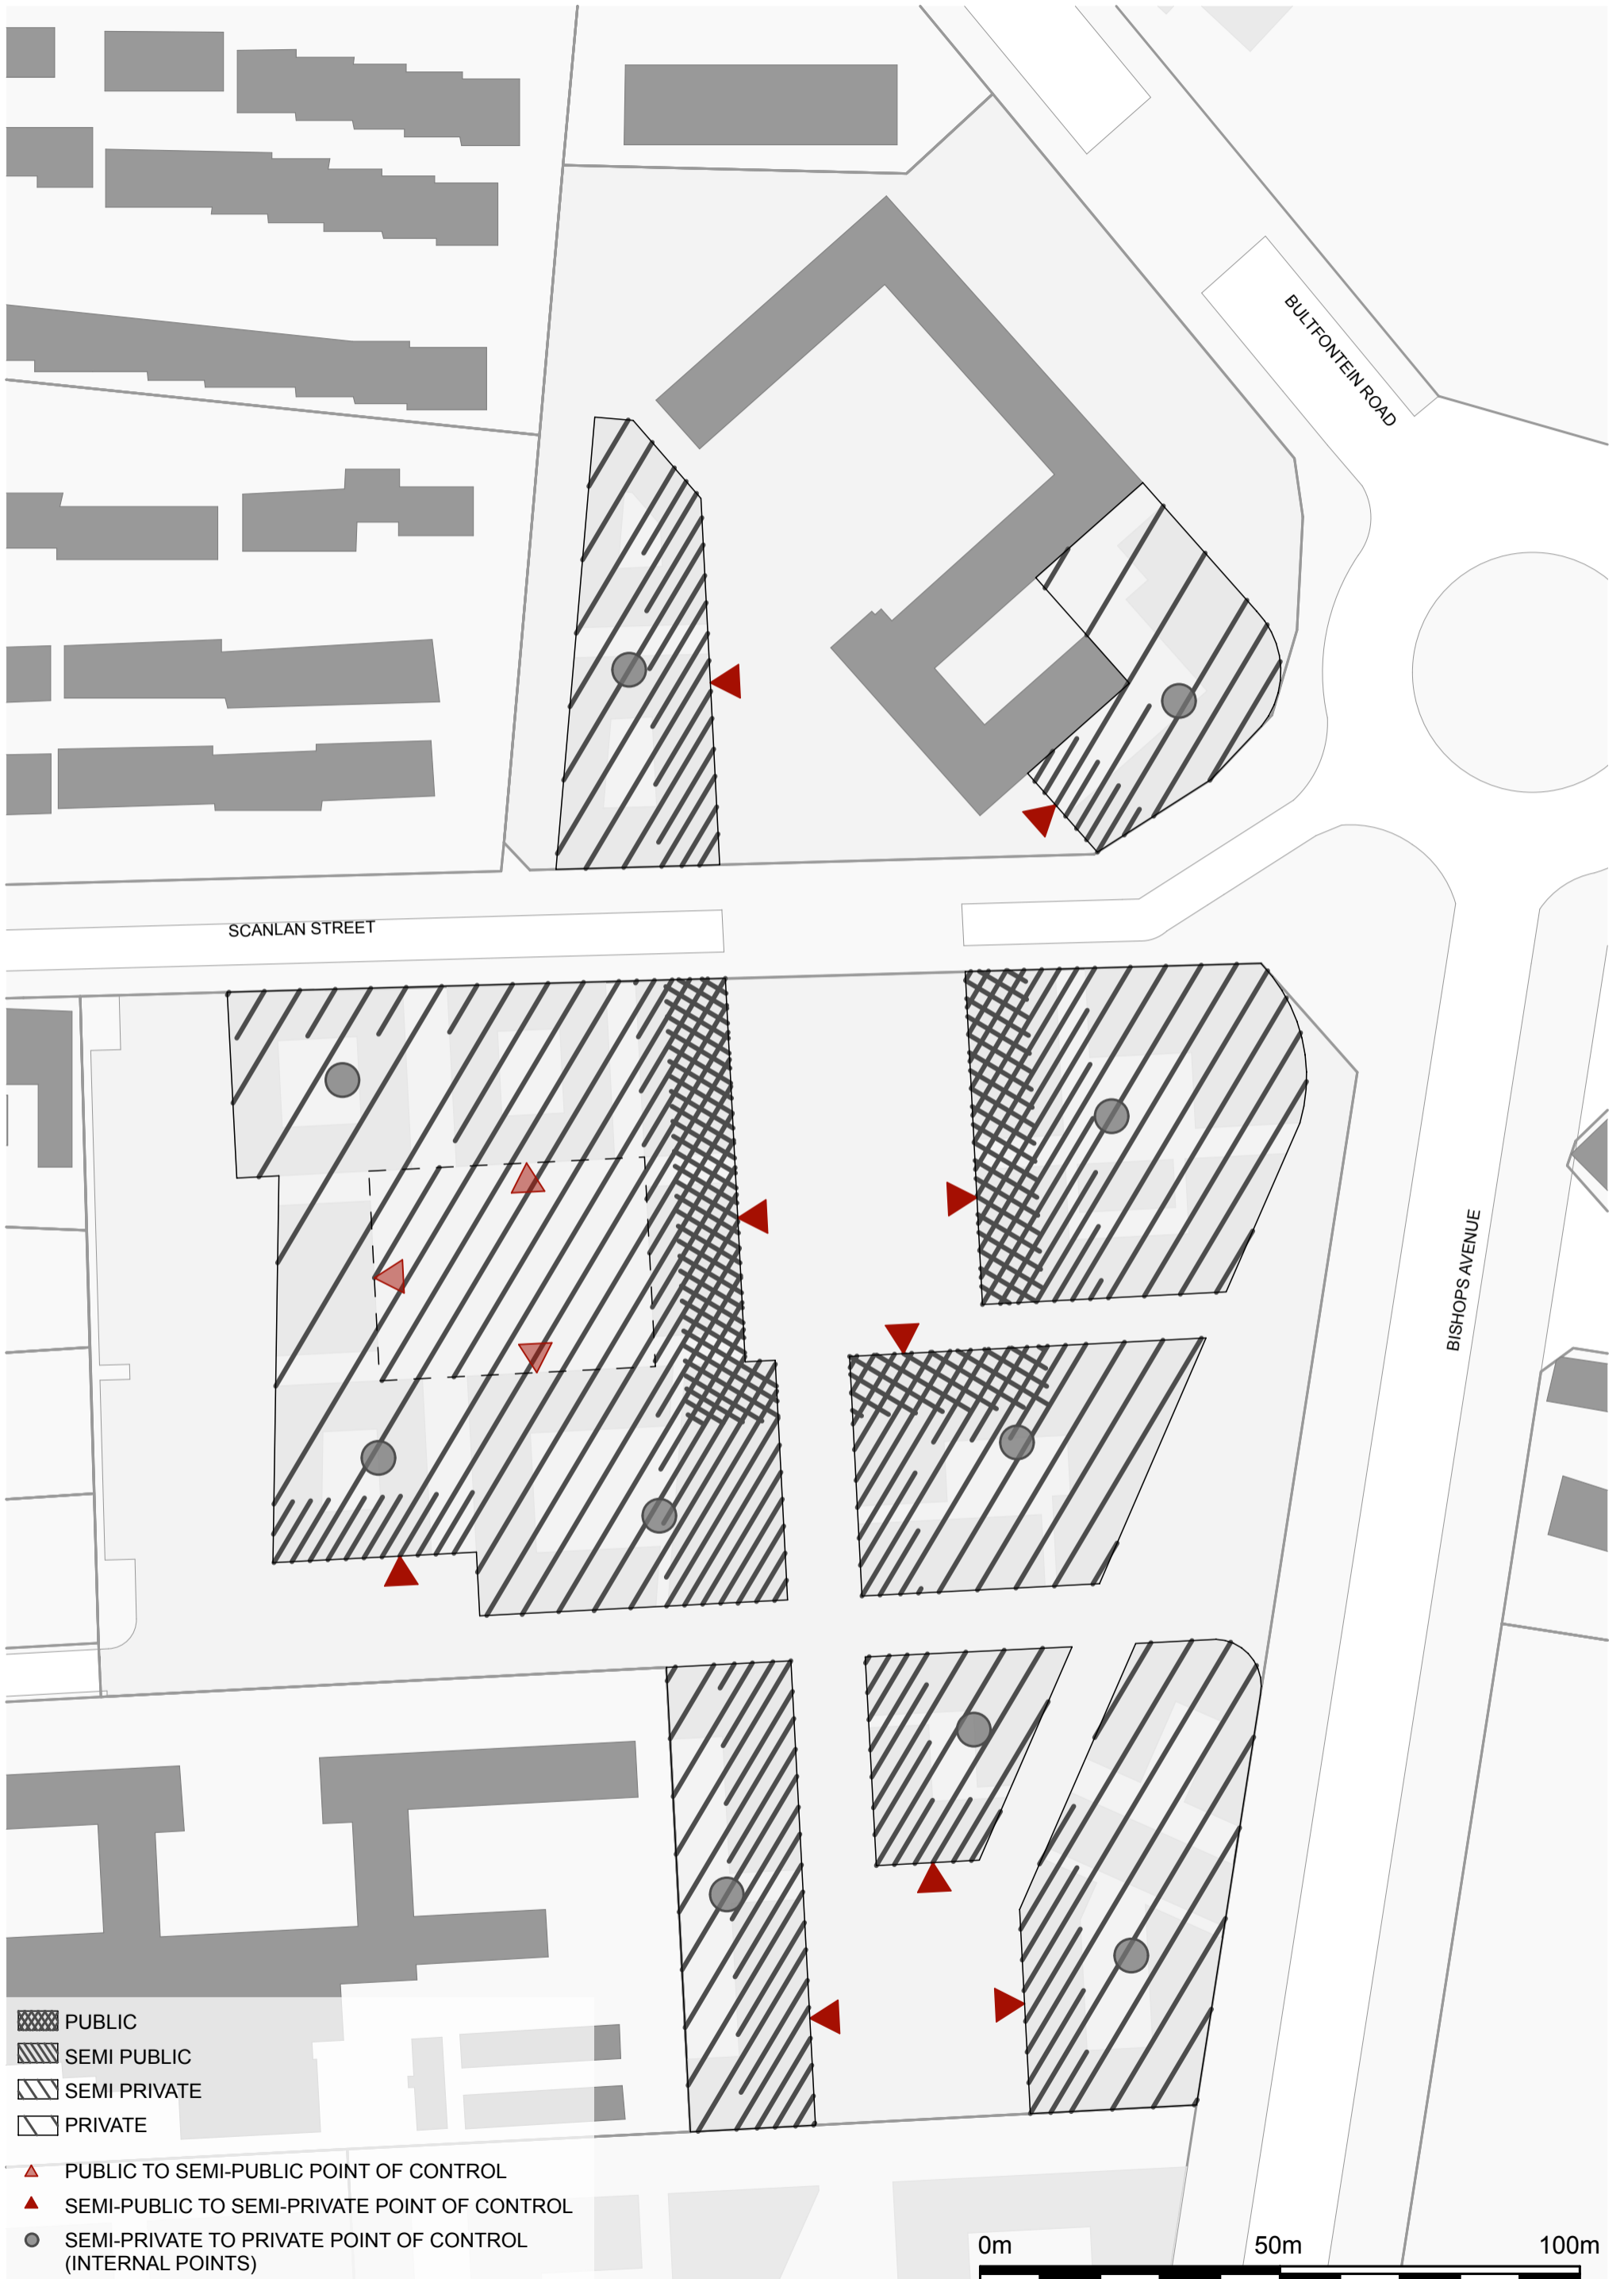 BULTFONTEIN ROAD
SCANLAN STREET
BISHOPS AVENUE
PUBLIC
SEMI PUBLIC
SEMI PRIVATE
PRIVATE
PUBLIC TO SEMI-PUBLIC POINT OF CONTROL
SEMI-PUBLIC TO SEMI-PRIVATE POINT OF CONTROL
SEMI-PRIVATE TO PRIVATE POINT OF CONTROL
(INTERNAL POINTS)
0m 50m 100m